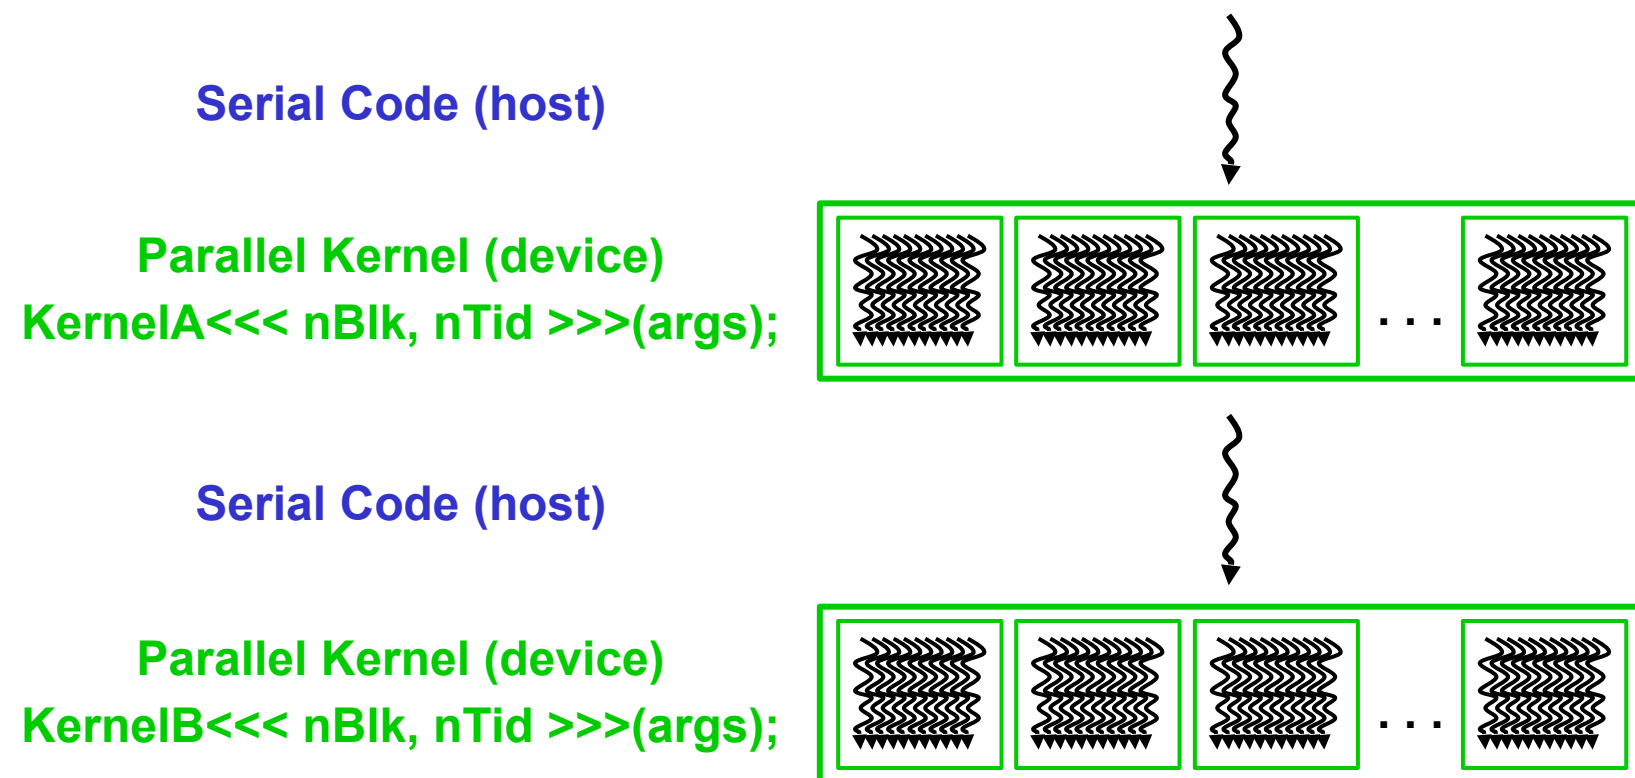 Serial Code (host)
Parallel Kernel (device)
KernelA<<< nBlk, nTid >>>(args);
. . .
Serial Code (host)
Parallel Kernel (device)
KernelB<<< nBlk, nTid >>>(args);
. . .